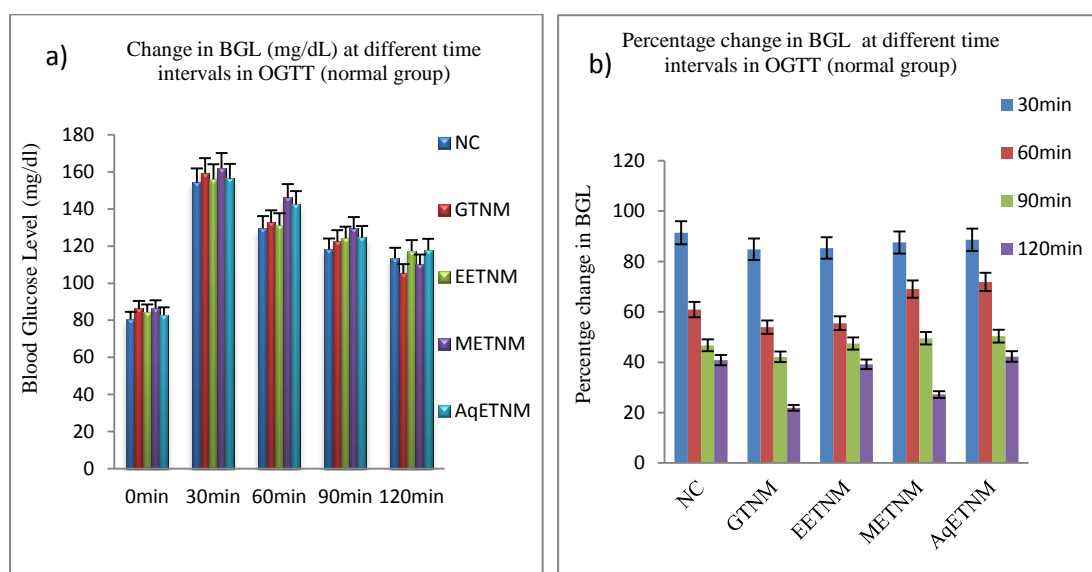 a)
Change in BGL (mg/dL) at different time
intervals in OGTT (normal group)
Blood Glucose Level (mg/dl)
180
160
140
120
100
80
60
40
20
0
0min 30min 60min 90min 120min
NC
GTNM
EETNM
METNM
AqETNM
b)
Percentage change in BGL at different time
intervals in OGTT (normal group)
Percentge change in BGL
120
100
80
60
40
20
0
NC GTNM EETNM METNM AqETNM
30min
60min
90min
120min